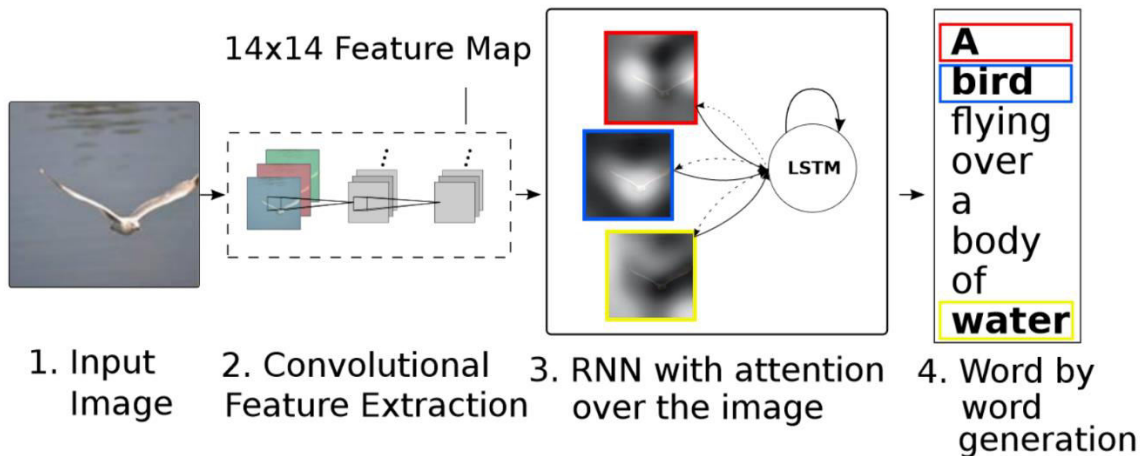 14x14 Feature Map
LSTM
A
bird
flying
over
a
body
of
water
1. Input
Image
2. Convolutional
Feature Extraction
3. RNN with attention
over the image
4. Word by
word
generation